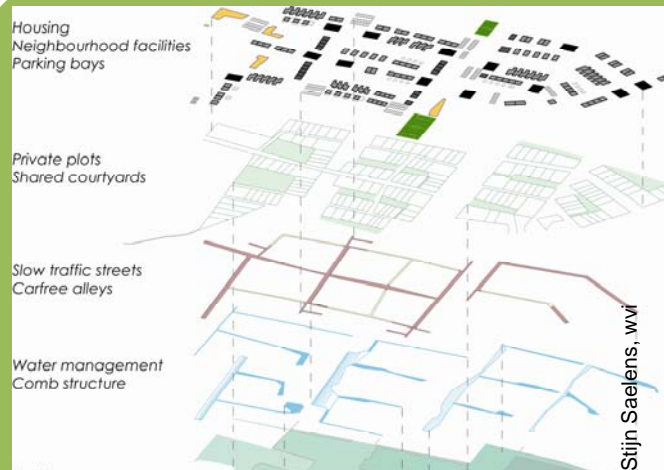 Housing
Neighbourhood facilities
Parking bays
Private plots
Shared courtyards
Slow traffic streets
Carfree alleys
Water management
Comb structure
Stijn Saelens, wvi